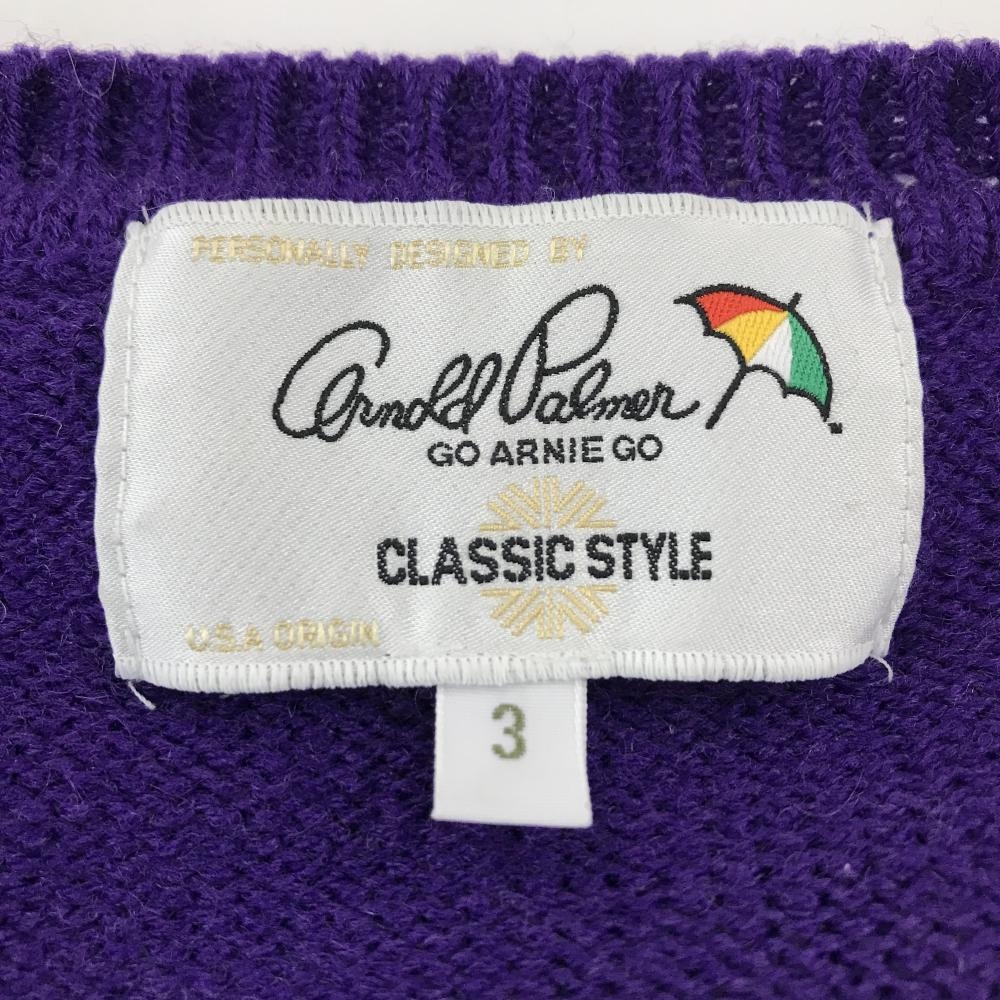 PERSONALLY DESIGNED BY
Arnold Palmer
GO ARNIE GO
CLASSIC STYLE
U.S.A ORIGIN
3